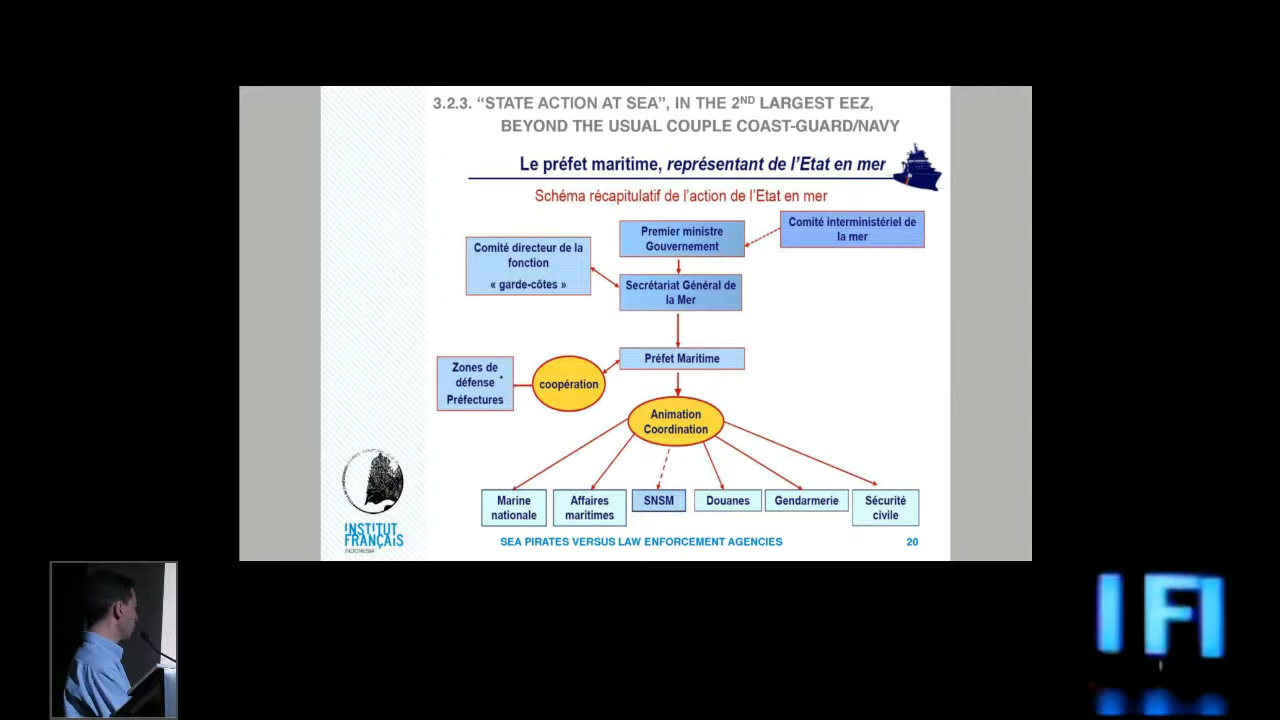 3.2.3. “STATE ACTION AT SEA”, IN THE 2ND LARGEST EEZ,
BEYOND THE USUAL COUPLE COAST-GUARD/NAVY
Le préfet maritime, représentant de l’Etat en mer
Schéma récapitulatif de l’action de l’Etat en mer
Premier ministre
Gouvernement
Comité interministériel de
la mer
Comité directeur de la
fonction
« garde-côtes »
Secrétariat Général de
la Mer
Préfet Maritime
Zones de
défense
Préfectures
coopération
Animation
Coordination
Marine
nationale
Affaires
maritimes
SNSM
Douanes
Gendarmerie
Sécurité
civile
INSTITUT
FRANÇAIS
INDONESIA
SEA PIRATES VERSUS LAW ENFORCEMENT AGENCIES
20
IFI